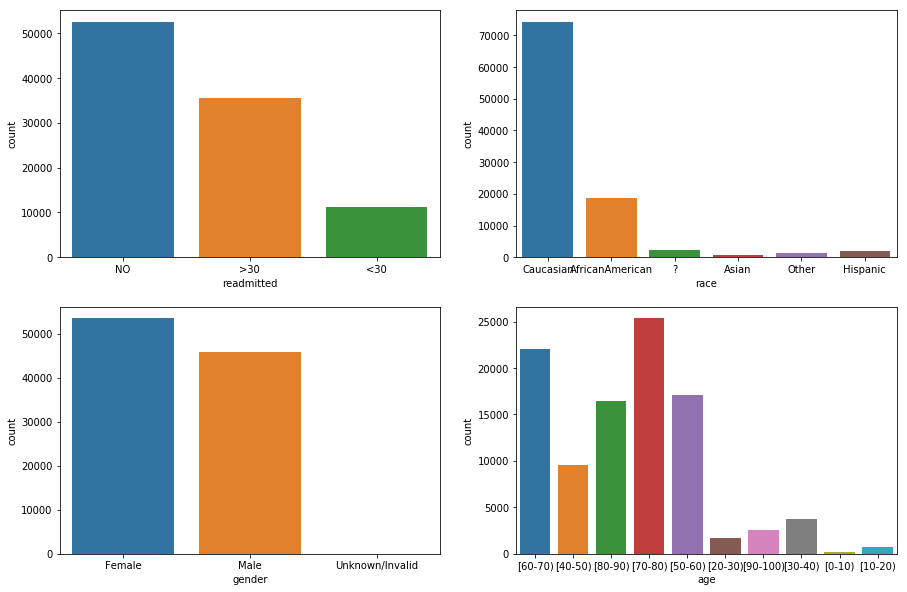 50000
40000
30000
20000
10000
0
count
NO >30 <30
readmitted
70000
60000
50000
40000
30000
20000
10000
0
count
Caucasian AfricanAmerican ? Asian Other Hispanic
race
50000
40000
30000
20000
10000
0
count
Female Male Unknown/Invalid
gender
25000
20000
15000
10000
5000
0
count
[60-70) [40-50) [80-90) [70-80) [50-60) [20-30) [90-100) [30-40) [0-10) [10-20)
age